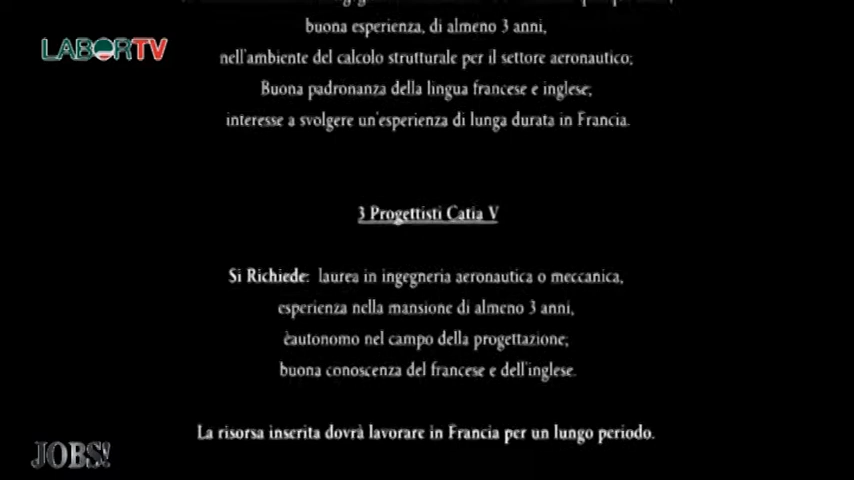 LABORTV
buona esperienza, di almeno 3 anni,
nell'ambiente del calcolo strutturale per il settore aeronautico;
Buona padronanza della lingua francese e inglese;
interesse a svolgere un'esperienza di lunga durata in Francia.
3 Progettisti Catia V
Si Richiede: laurea in ingegneria aeronautica o meccanica,
esperienza nella mansione di almeno 3 anni,
èautonomo nel campo della progettazione;
buona conoscenza del francese e dell'inglese.
La risorsa inserita dovrà lavorare in Francia per un lungo periodo.
JOBS!